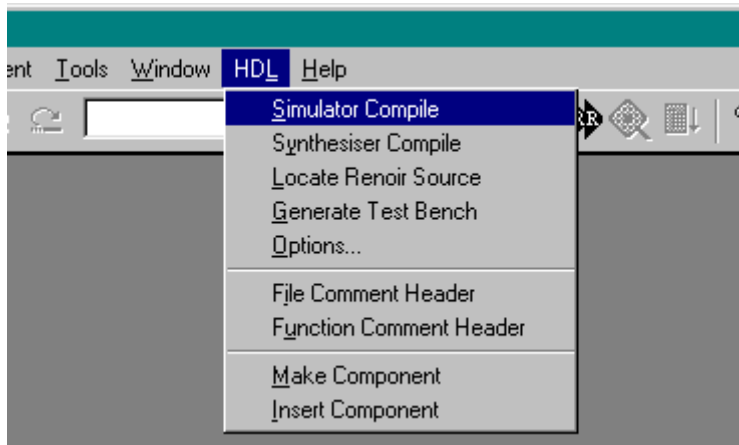 ent Tools Window HDL Help
Simulator Compile
Synthesiser Compile
Locate Renoir Source
Generate Test Bench
Options...
File Comment Header
Function Comment Header
Make Component
Insert Component